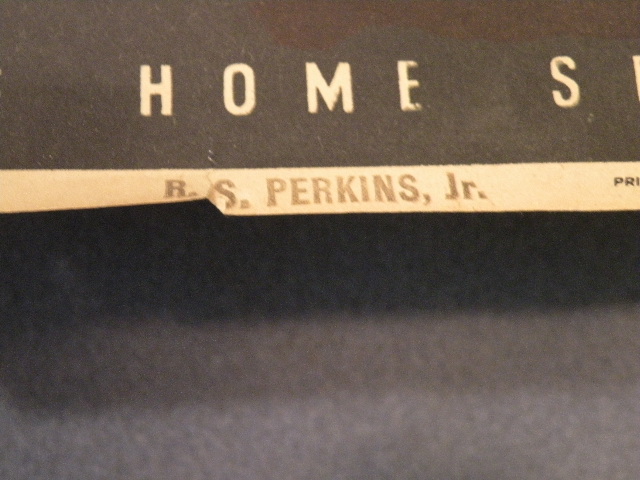 HOME
R. S. PERKINS, Jr.